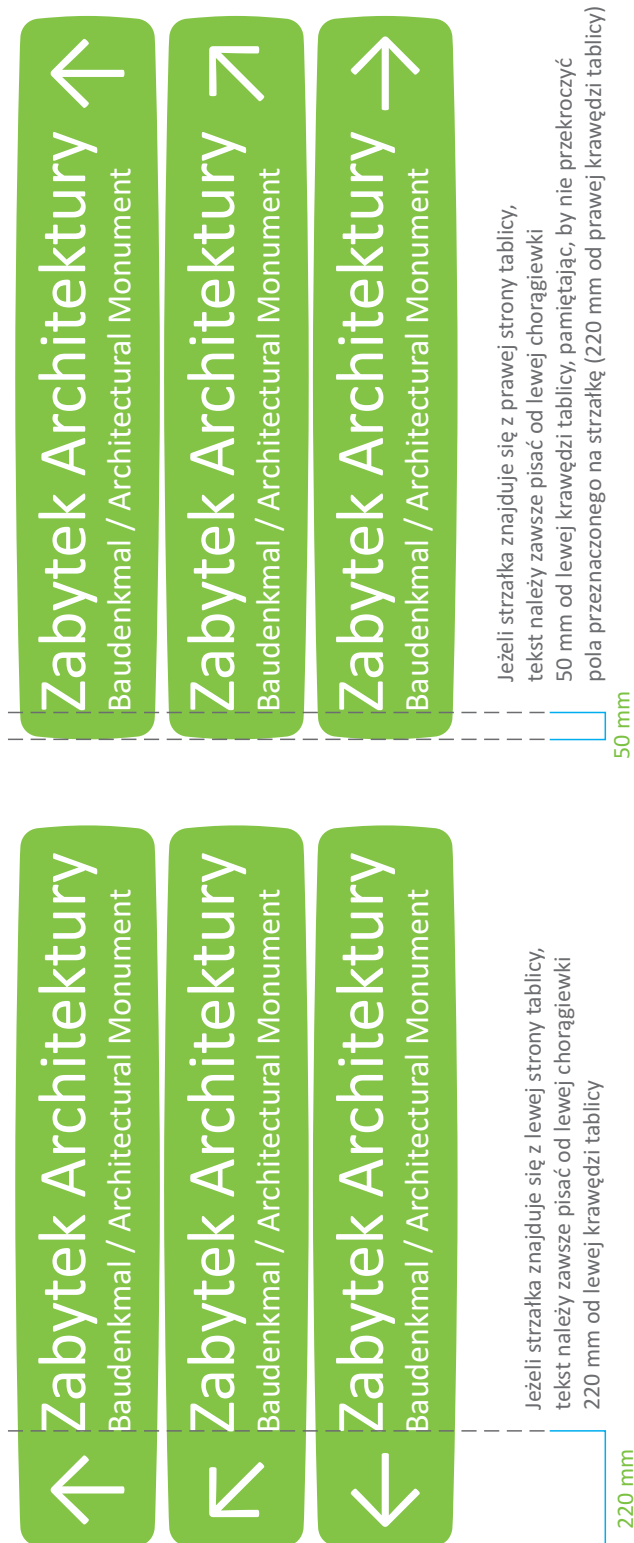 Zabytek Architektury
Baudenkmal / Architectural Monument
Zabytek Architektury
Baudenkmal / Architectural Monument
Zabytek Architektury
Baudenkmal / Architectural Monument
220 mm
Jeżeli strzałka znajduje się z lewej strony tablicy,
tekst należy zawsze pisać od lewej chorągiewki
220 mm od lewej krawędzi tablicy
Zabytek Architektury
Baudenkmal / Architectural Monument
Zabytek Architektury
Baudenkmal / Architectural Monument
Zabytek Architektury
Baudenkmal / Architectural Monument
50 mm
Jeżeli strzałka znajduje się z prawej strony tablicy,
tekst należy zawsze pisać od lewej chorągiewki
50 mm od lewej krawędzi tablicy, pamiętając, by nie przekroczyć
pola przeznaczonego na strzałkę (220 mm od prawej krawędzi tablicy)